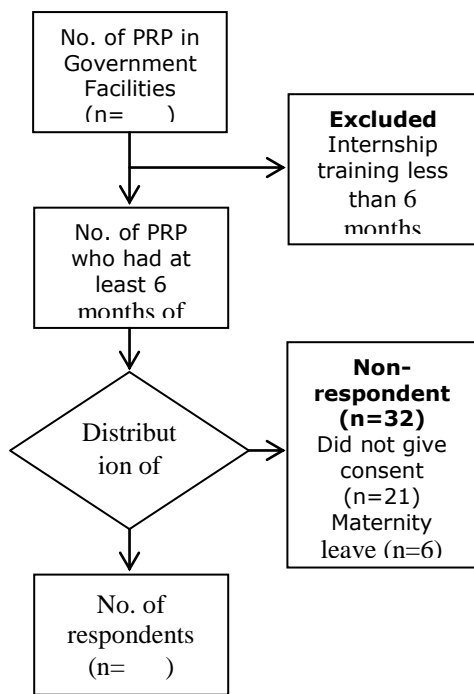 No. of PRP in
Government
Facilities
(n= )
Excluded
Internship
training less
than 6
months
No. of PRP
who had at
least 6
months of
Non-
respondent
(n=32)
Did not give
consent
(n=21)
Maternity
leave (n=6)
Distribut
ion of
No. of
respondents
(n= )